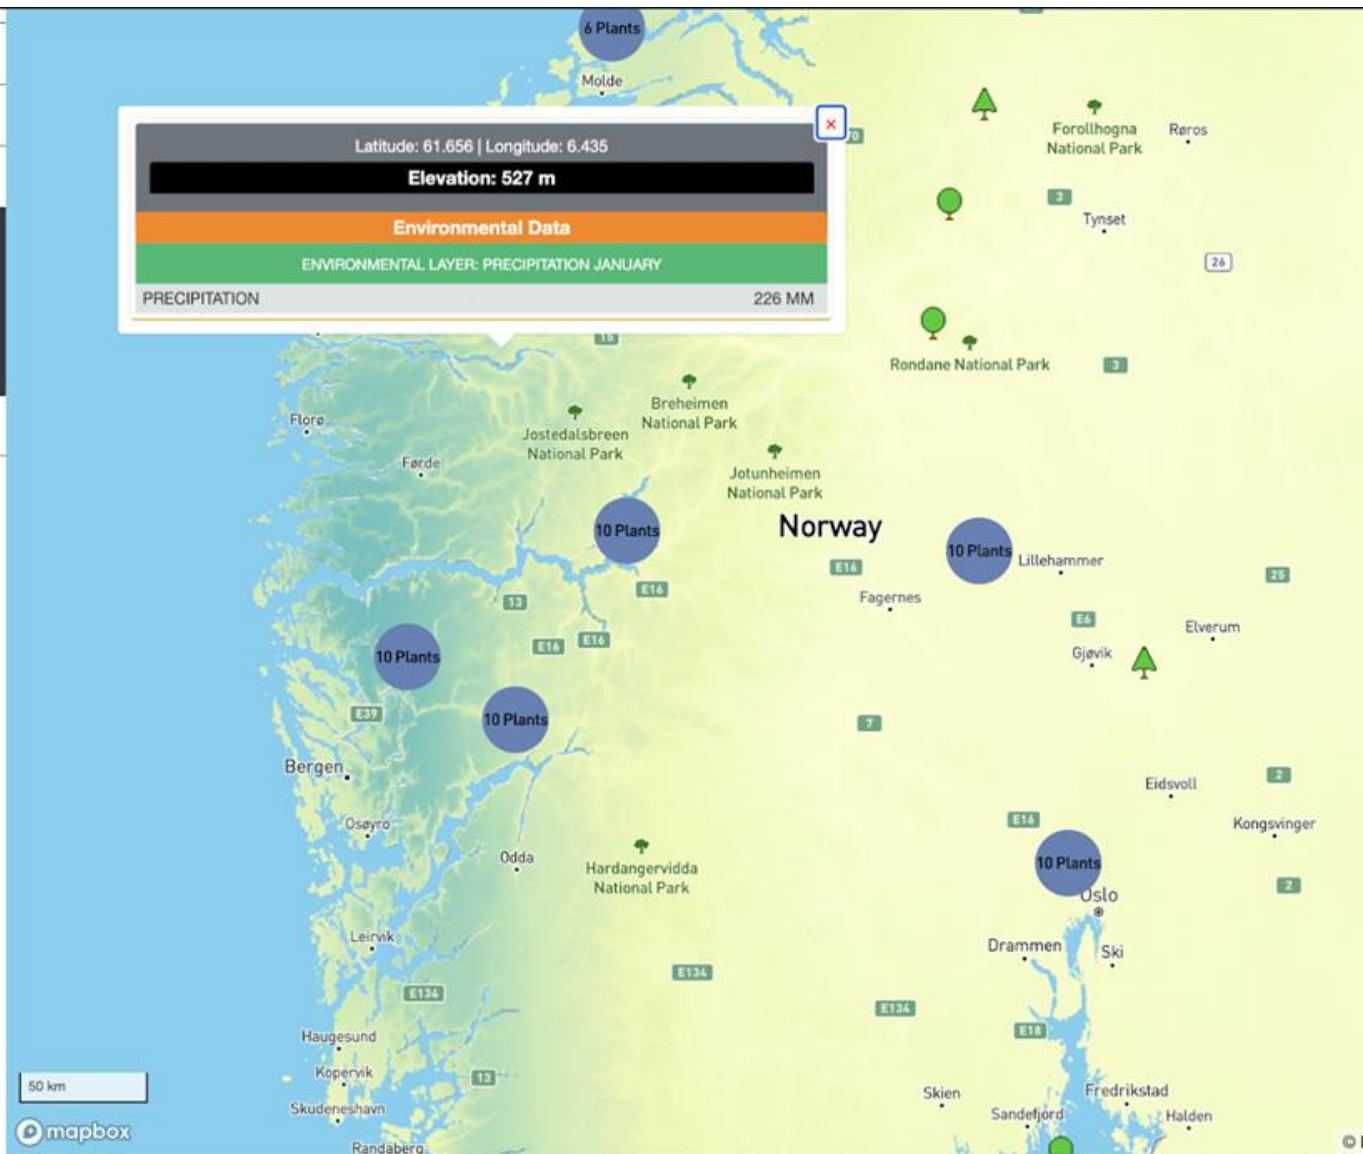 6 Plants
Molde
70
Forollhogna
National Park
Røros
Latitude: 61.656 | Longitude: 6.435
Elevation: 527 m
Environmental Data
ENVIRONMENTAL LAYER: PRECIPITATION JANUARY
PRECIPITATION 226 MM
3
Tynset
26
15
Rondane National Park
3
Breheimen
National Park
Florø
Jostedalsbreen
National Park
Førde
Jotunheimen
National Park
Norway
10 Plants
10 Plants
Lillehammer
E16
25
E16
Fagernes
13
E6
Elverum
E16
E16
Gjøvik
10 Plants
10 Plants
E39
7
Bergen
2
Eidsvoll
Osøyro
E16
Kongsvinger
Odda
10 Plants
Hardangervidda
National Park
2
Oslo
Leirvik
Drammen
Ski
E134
E134
E134
E18
Haugesund
Kopervik
13
50 km
Skien
Fredrikstad
Skudeneshavn
Sandefjord
Halden
mapbox
Randaberg
©